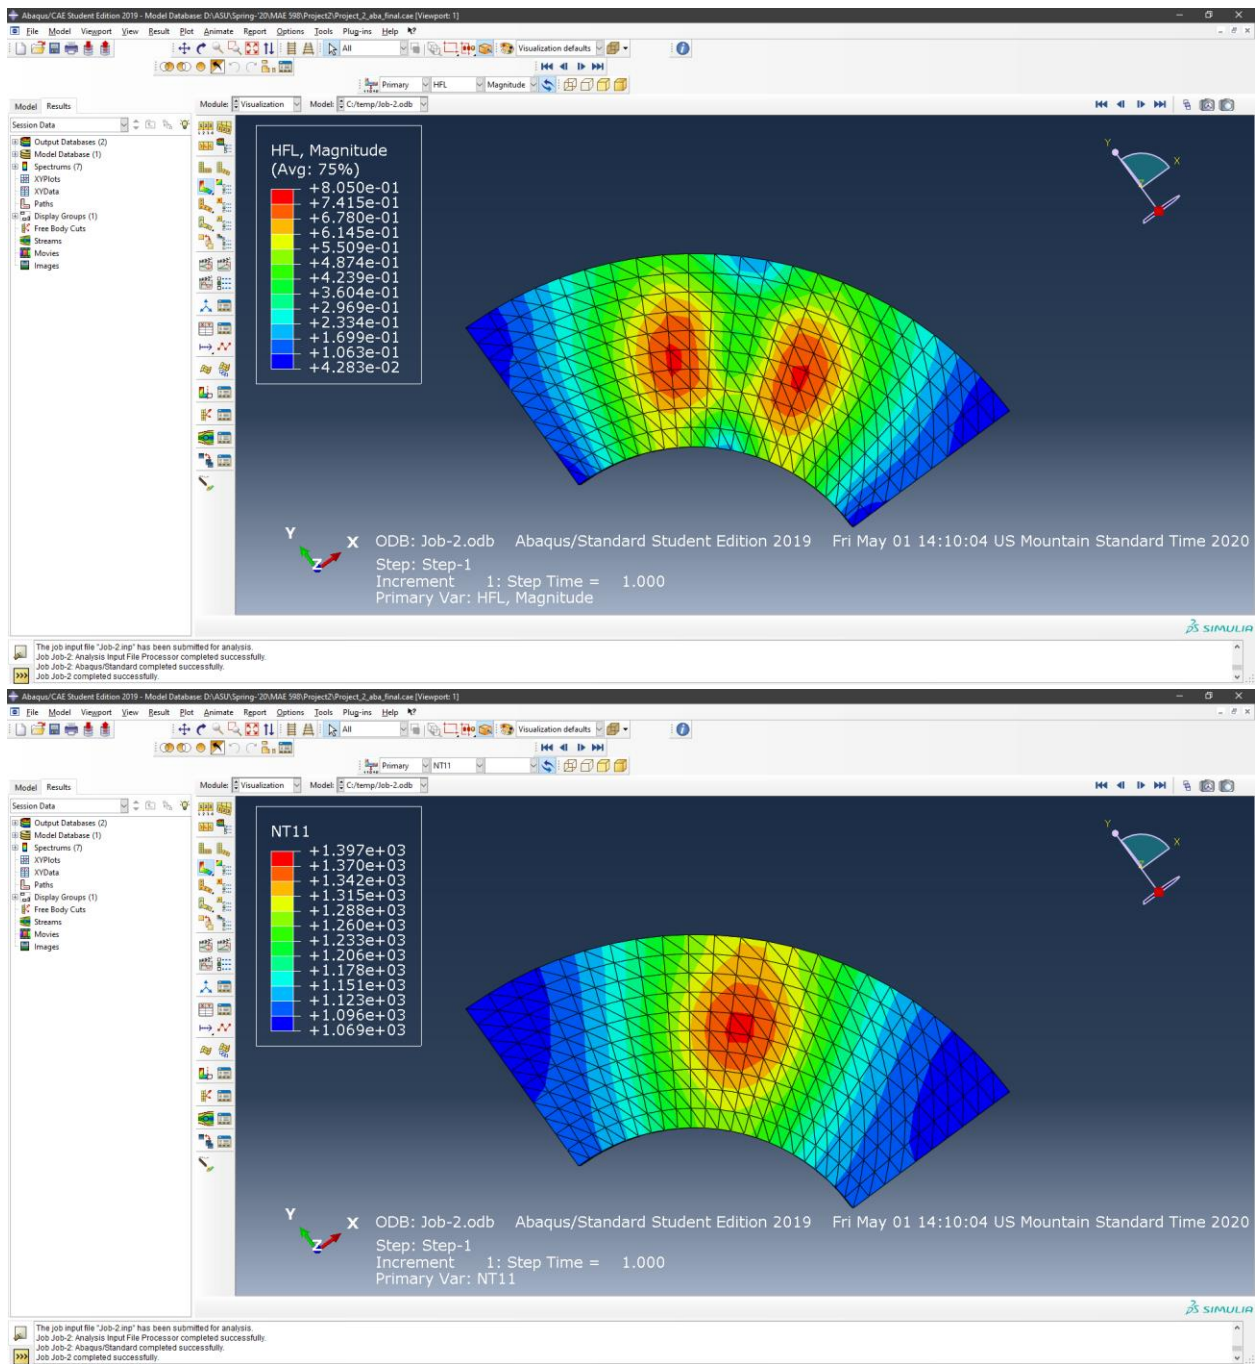 Abaqus/CAE Student Edition 2019 - Model Database: D:\ASU\Spring-'20\MAE 598\Project2\Project_2_aba_final.cae [Viewport: 1]
File Model Viewport View Result Plot Animate Report Options Tools Plug-ins Help
All Visualization defaults
Primary HFL Magnitude
Model Results Module: Visualization Model: C:/temp/Job-2.odb
Session Data
Output Databases (2)
Model Database (1)
Spectrums (7)
XYPlots
XYData
Paths
Display Groups (1)
Free Body Cuts
Streams
Movies
Images
HFL, Magnitude
(Avg: 75%)
+8.050e-01
+7.415e-01
+6.780e-01
+6.145e-01
+5.509e-01
+4.874e-01
+4.239e-01
+3.604e-01
+2.969e-01
+2.334e-01
+1.699e-01
+1.063e-01
+4.283e-02
Y
X
Z
Y
X
Z
ODB: Job-2.odb Abaqus/Standard Student Edition 2019 Fri May 01 14:10:04 US Mountain Standard Time 2020
Step: Step-1
Increment 1: Step Time = 1.000
Primary Var: HFL, Magnitude
SIMULIA
The job input file "Job-2.inp" has been submitted for analysis.
Job Job-2: Analysis Input File Processor completed successfully.
Job Job-2: Abaqus/Standard completed successfully.
Job Job-2 completed successfully.
Abaqus/CAE Student Edition 2019 - Model Database: D:\ASU\Spring-'20\MAE 598\Project2\Project_2_aba_final.cae [Viewport: 1]
File Model Viewport View Result Plot Animate Report Options Tools Plug-ins Help
All Visualization defaults
Primary NT11
Model Results Module: Visualization Model: C:/temp/Job-2.odb
Session Data
Output Databases (2)
Model Database (1)
Spectrums (7)
XYPlots
XYData
Paths
Display Groups (1)
Free Body Cuts
Streams
Movies
Images
NT11
+1.397e+03
+1.370e+03
+1.342e+03
+1.315e+03
+1.288e+03
+1.260e+03
+1.233e+03
+1.206e+03
+1.178e+03
+1.151e+03
+1.123e+03
+1.096e+03
+1.069e+03
Y
X
Z
Y
X
Z
ODB: Job-2.odb Abaqus/Standard Student Edition 2019 Fri May 01 14:10:04 US Mountain Standard Time 2020
Step: Step-1
Increment 1: Step Time = 1.000
Primary Var: NT11
SIMULIA
The job input file "Job-2.inp" has been submitted for analysis.
Job Job-2: Analysis Input File Processor completed successfully.
Job Job-2: Abaqus/Standard completed successfully.
Job Job-2 completed successfully.